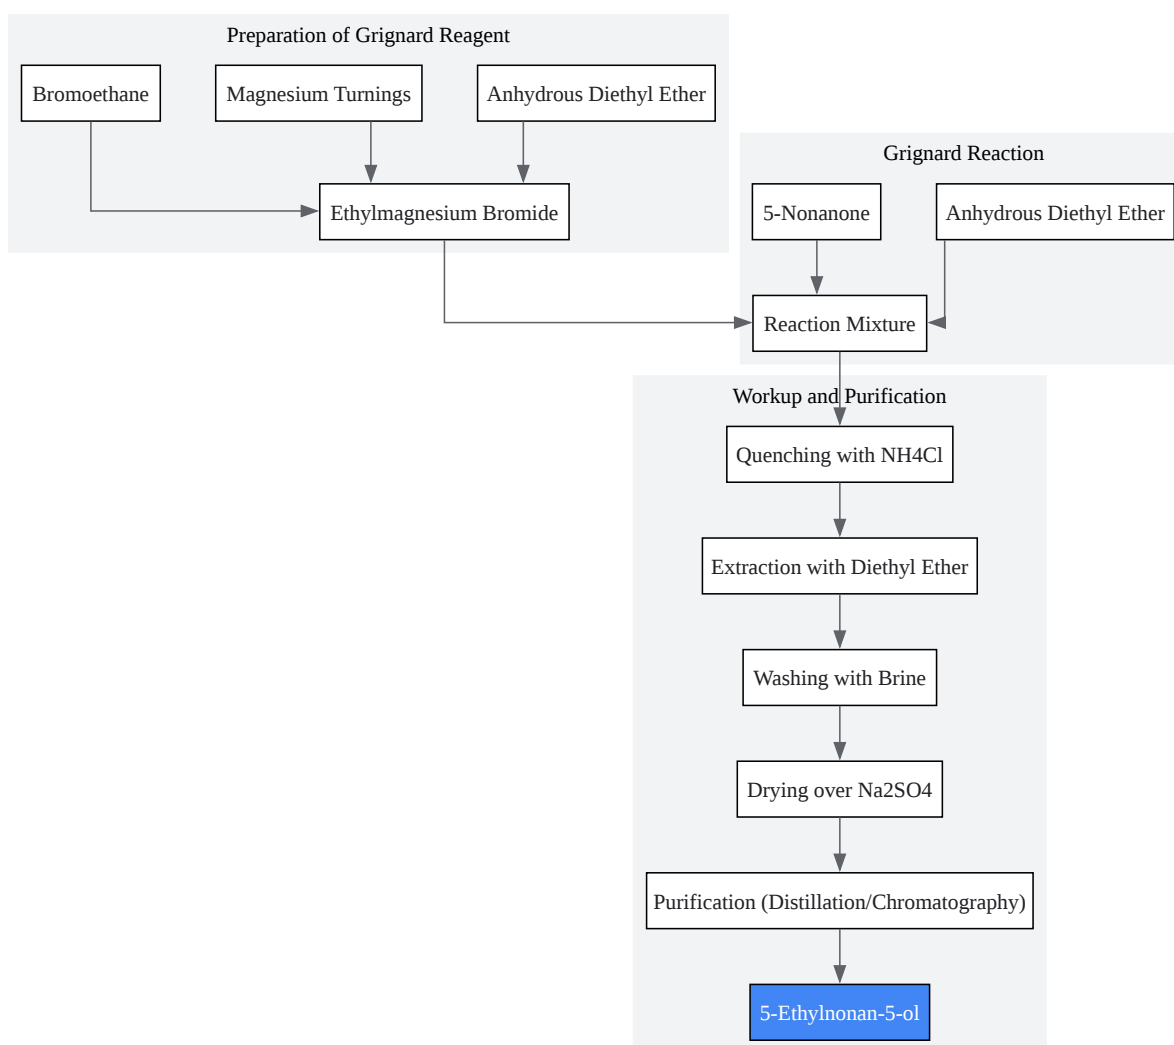 Preparation of Grignard Reagent
Bromoethane
Magnesium Turnings
Anhydrous Diethyl Ether
Ethylmagnesium Bromide
Grignard Reaction
5-Nonanone
Anhydrous Diethyl Ether
Reaction Mixture
Workup and Purification
Quenching with NH4Cl
Extraction with Diethyl Ether
Washing with Brine
Drying over Na2SO4
Purification (Distillation/Chromatography)
5-Ethylnonan-5-ol